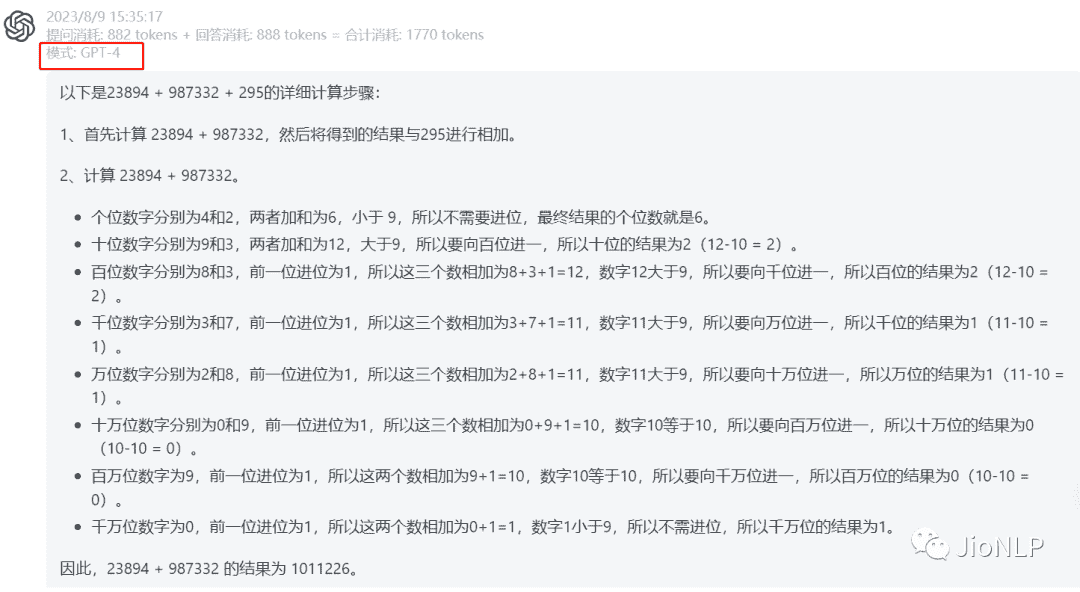 2023/8/9 15:35:17
提问消耗: 882 tokens + 回答消耗: 888 tokens = 合计消耗: 1770 tokens
模式: GPT-4
以下是23894 + 987332 + 295的详细计算步骤：
1、首先计算 23894 + 987332，然后将得到的结果与295进行相加。
2、计算 23894 + 987332。
• 个位数字分别为4和2，两者加和为6，小于 9，所以不需要进位，最终结果的个位数就是6。
• 十位数字分别为9和3，两者加和为12，大于9，所以要向百位进一，所以十位的结果为2（12-10 = 2）。
• 百位数字分别为8和3，前一位进位为1，所以这三个数相加为8+3+1=12，数字12大于9，所以要向千位进一，所以百位的结果为2（12-10 =
2）。
• 千位数字分别为3和7，前一位进位为1，所以这三个数相加为3+7+1=11，数字11大于9，所以要向万位进一，所以千位的结果为1（11-10 =
1）。
• 万位数字分别为2和8，前一位进位为1，所以这三个数相加为2+8+1=11，数字11大于9，所以要向十万位进一，所以万位的结果为1（11-10 =
1）。
• 十万位数字分别为0和9，前一位进位为1，所以这三个数相加为0+9+1=10，数字10等于10，所以要向百万位进一，所以十万位的结果为0
（10-10 = 0）。
• 百万位数字为9，前一位进位为1，所以这两个数相加为9+1=10，数字10等于10，所以要向千万位进一，所以百万位的结果为0（10-10 =
0）。
• 千万位数字为0，前一位进位为1，所以这两个数相加为0+1=1，数字1小于9，所以不需进位，所以千万位的结果为1。
因此，23894 + 987332 的结果为 1011226。
JioNLP